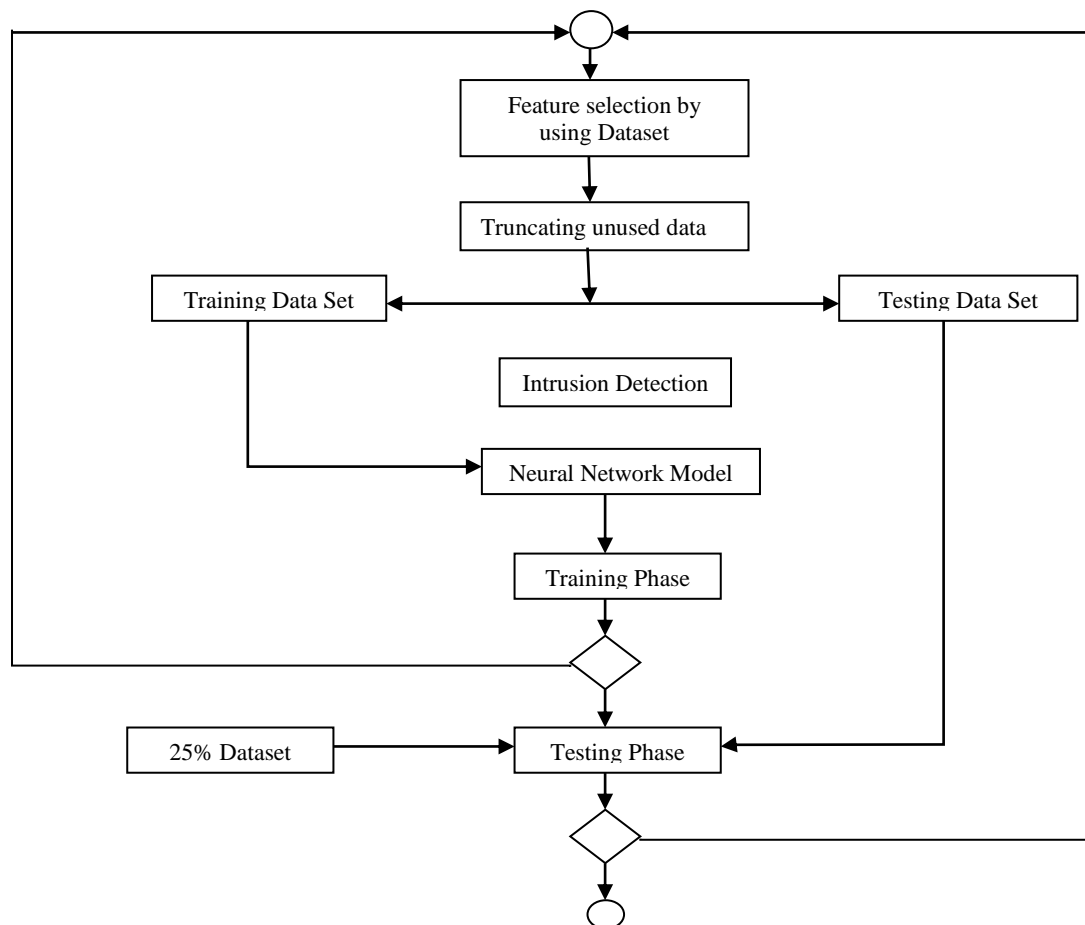 Feature selection by
using Dataset
Truncating unused data
Training Data Set
Testing Data Set
Intrusion Detection
Neural Network Model
Training Phase
25% Dataset
Testing Phase